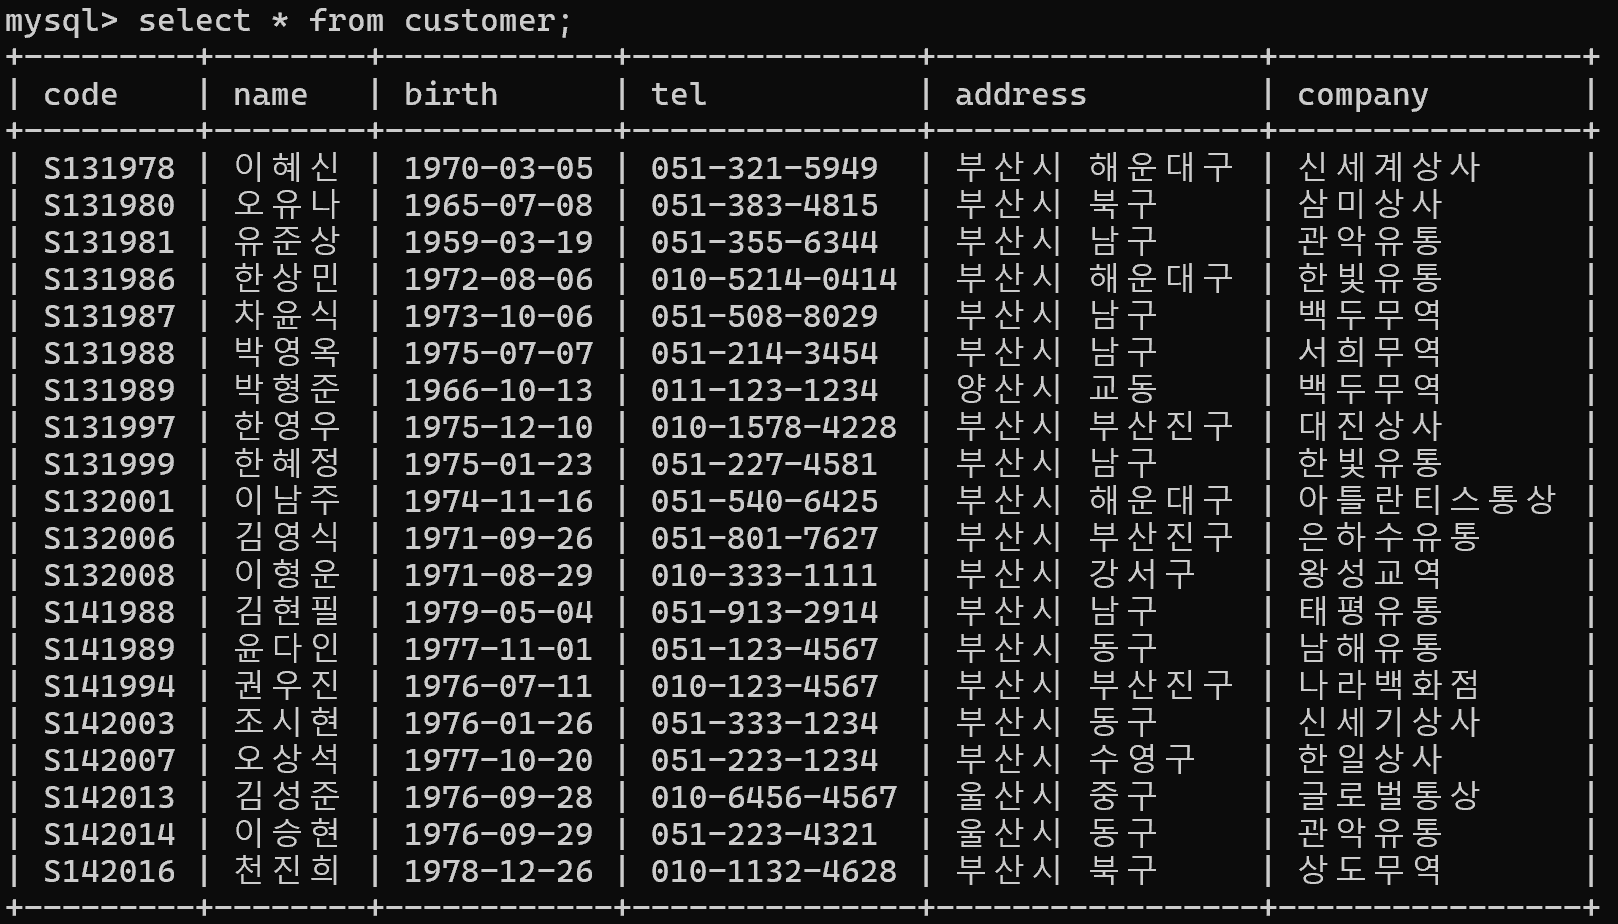 mysql> select * from customer;
+---------+--------+------------+---------------+-----------------+----------------+
| code    | name   | birth      | tel           | address         | company        |
+---------+--------+------------+---------------+-----------------+----------------+
| S131978 | 이혜신 | 1970-03-05 | 051-321-5949  | 부산시 해운대구 | 신세계상사     |
| S131980 | 오유나 | 1965-07-08 | 051-383-4815  | 부산시 북구     | 삼미상사       |
| S131981 | 유준상 | 1959-03-19 | 051-355-6344  | 부산시 남구     | 관악유통       |
| S131986 | 한상민 | 1972-08-06 | 010-5214-0414 | 부산시 해운대구 | 한빛유통       |
| S131987 | 차윤식 | 1973-10-06 | 051-508-8029  | 부산시 남구     | 백두무역       |
| S131988 | 박영옥 | 1975-07-07 | 051-214-3454  | 부산시 남구     | 서희무역       |
| S131989 | 박형준 | 1966-10-13 | 011-123-1234  | 양산시 교동     | 백두무역       |
| S131997 | 한영우 | 1975-12-10 | 010-1578-4228 | 부산시 부산진구 | 대진상사       |
| S131999 | 한혜정 | 1975-01-23 | 051-227-4581  | 부산시 남구     | 한빛유통       |
| S132001 | 이남주 | 1974-11-16 | 051-540-6425  | 부산시 해운대구 | 아틀란티스통상 |
| S132006 | 김영식 | 1971-09-26 | 051-801-7627  | 부산시 부산진구 | 은하수유통     |
| S132008 | 이형운 | 1971-08-29 | 010-333-1111  | 부산시 강서구   | 왕성교역       |
| S141988 | 김현필 | 1979-05-04 | 051-913-2914  | 부산시 남구     | 태평유통       |
| S141989 | 윤다인 | 1977-11-01 | 051-123-4567  | 부산시 동구     | 남해유통       |
| S141994 | 권우진 | 1976-07-11 | 010-123-4567  | 부산시 부산진구 | 나라백화점     |
| S142003 | 조시현 | 1976-01-26 | 051-333-1234  | 부산시 동구     | 신세기상사     |
| S142007 | 오상석 | 1977-10-20 | 051-223-1234  | 부산시 수영구   | 한일상사       |
| S142013 | 김성준 | 1976-09-28 | 010-6456-4567 | 울산시 중구     | 글로벌통상     |
| S142014 | 이승현 | 1976-09-29 | 051-223-4321  | 울산시 동구     | 관악유통       |
| S142016 | 천진희 | 1978-12-26 | 010-1132-4628 | 부산시 북구     | 상도무역       |
+---------+--------+------------+---------------+-----------------+----------------+